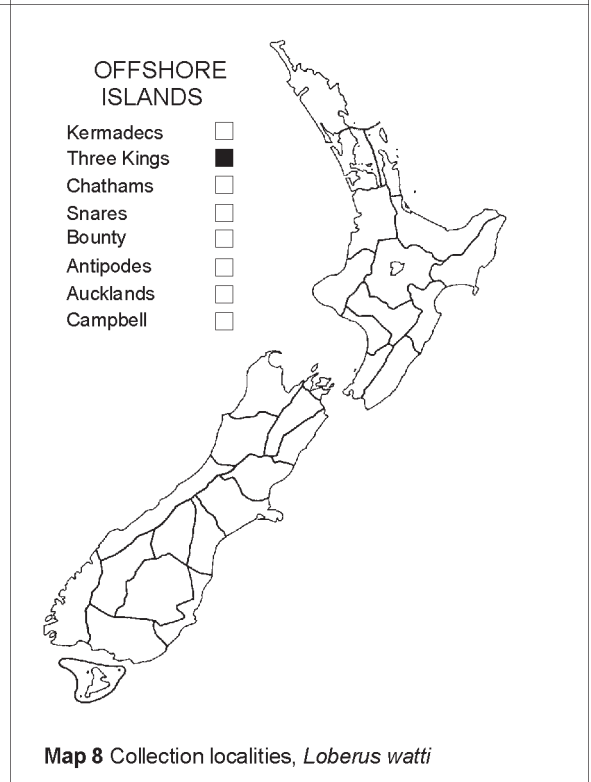 OFFSHORE
ISLANDS
Kermadecs
Three Kings
Chathams
Snares
Bounty
Antipodes
Aucklands
Campbell
Map 8 Collection localities, Loberus watti